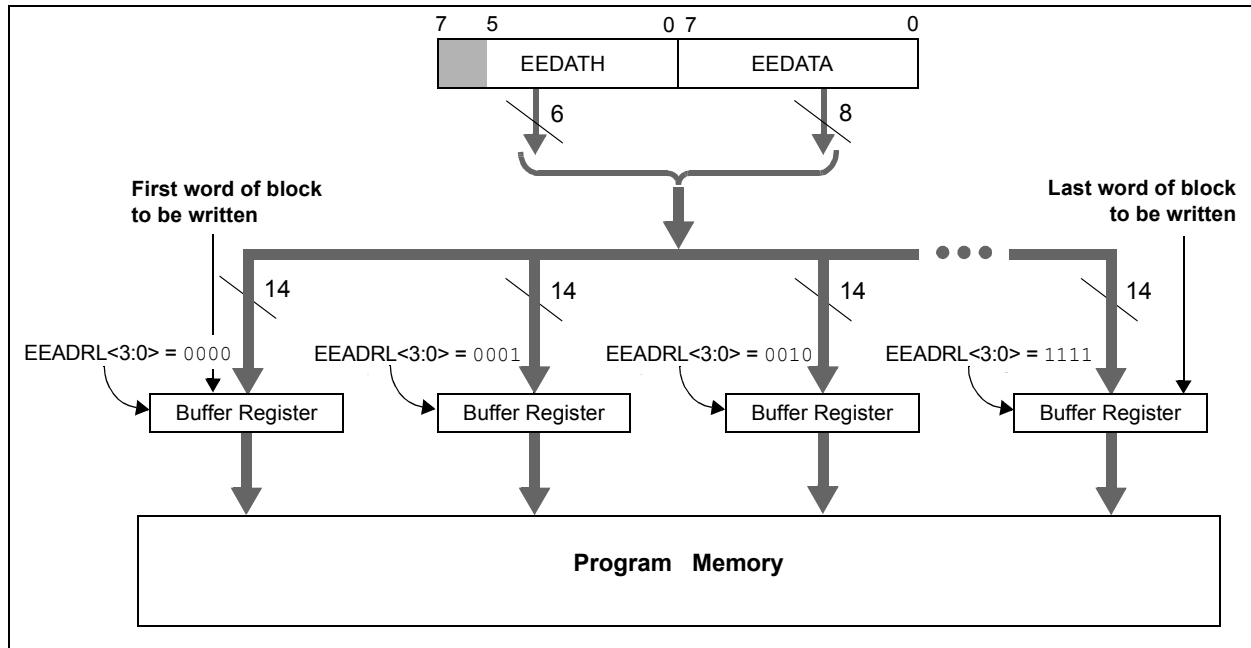 7 5 0 7 0
EEDATH EEDATA
6 8
First word of block
to be written
Last word of block
to be written
14 14 14 14
EEADRL<3:0> = 0000 EEADRL<3:0> = 0001 EEADRL<3:0> = 0010 EEADRL<3:0> = 1111
Buffer Register Buffer Register Buffer Register Buffer Register
Program Memory